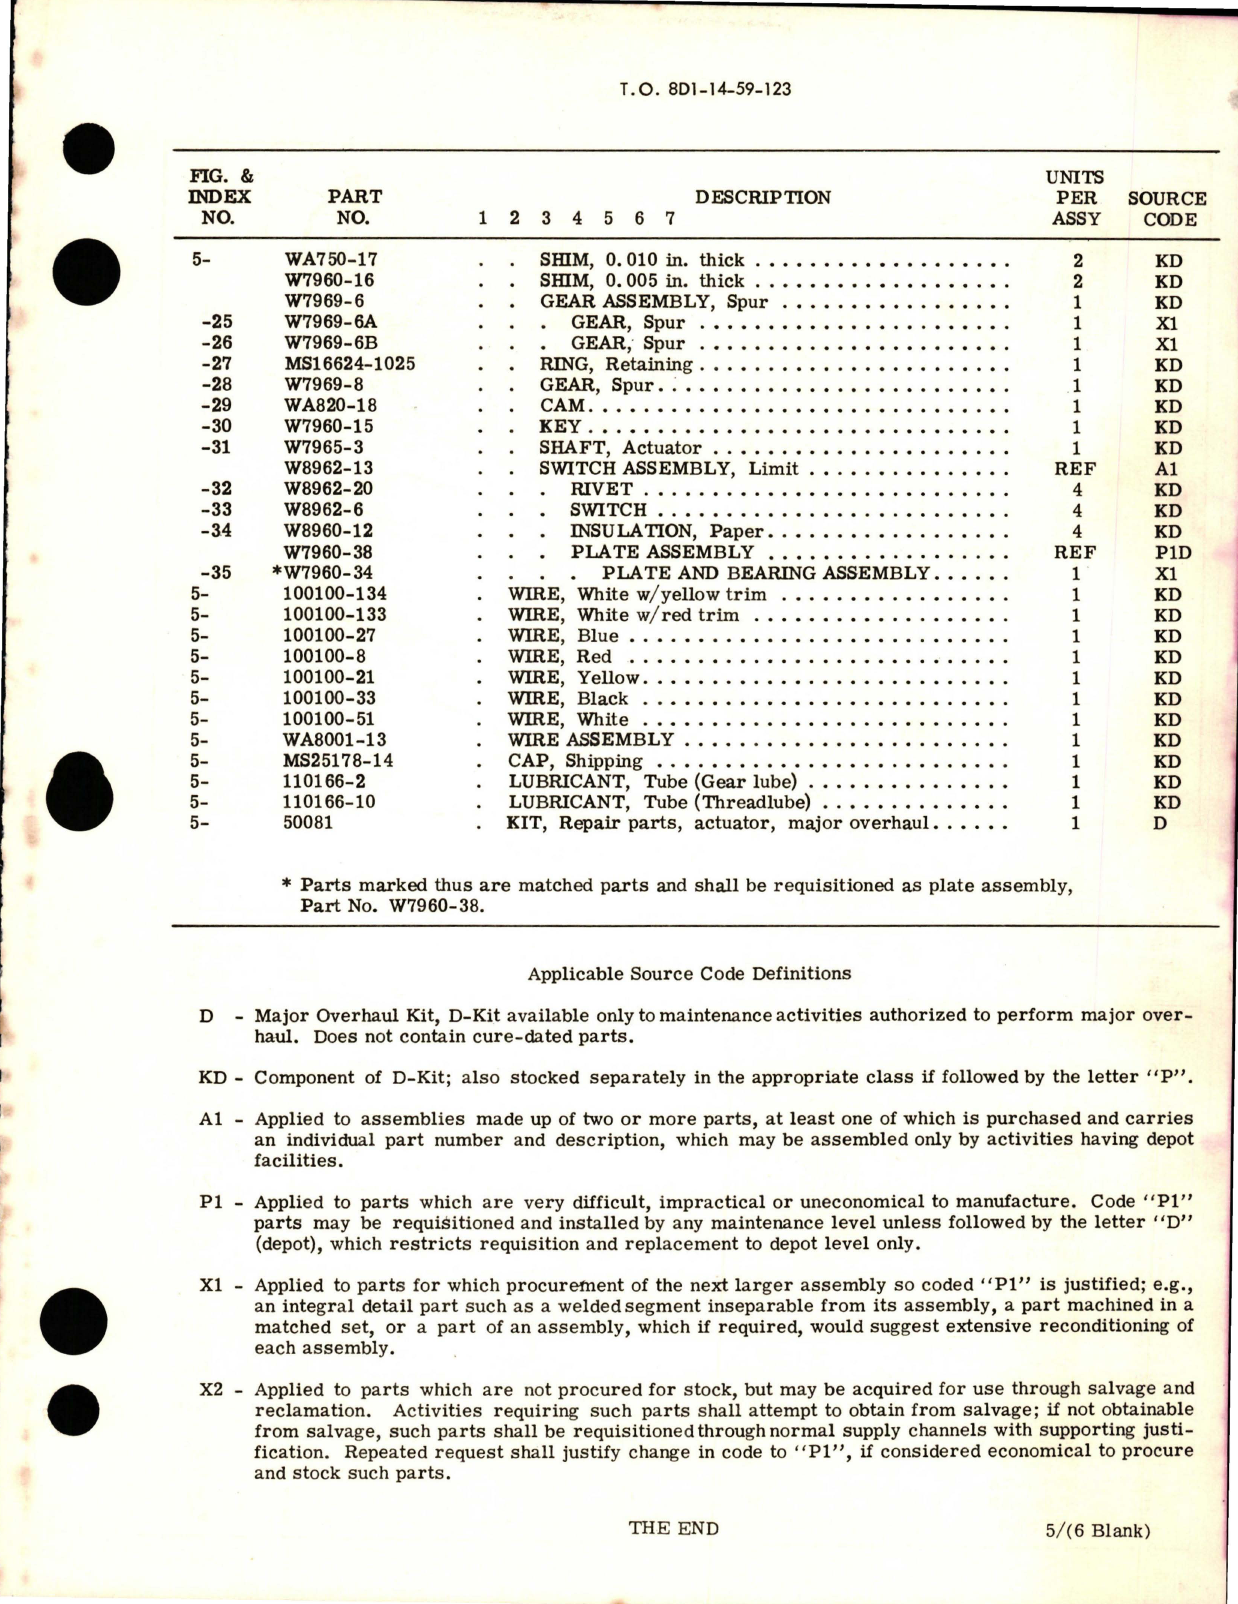 T.O. 8D1-14-59-123
FIG. & INDEX NO. PART NO. DESCRIPTION 1 2 3 4 5 6 7 UNITS PER ASSY SOURCE CODE
5- WA750-17 . . SHIM, 0.010 in. thick . . . . . . . . . . . . . . . . . . . 2 KD
W7960-16 . . SHIM, 0.005 in. thick . . . . . . . . . . . . . . . . . . . 2 KD
W7969-6 . . GEAR ASSEMBLY, Spur . . . . . . . . . . . . . . . . . 1 KD
-25 W7969-6A . . . GEAR, Spur . . . . . . . . . . . . . . . . . . . . . . . 1 X1
-26 W7969-6B . . . GEAR, Spur . . . . . . . . . . . . . . . . . . . . . . . 1 X1
-27 MS16624-1025 . . RING, Retaining . . . . . . . . . . . . . . . . . . . . . . . 1 KD
-28 W7969-8 . . GEAR, Spur . . . . . . . . . . . . . . . . . . . . . . . . . . 1 KD
-29 WA820-18 . . CAM . . . . . . . . . . . . . . . . . . . . . . . . . . . . . . . 1 KD
-30 W7960-15 . . KEY . . . . . . . . . . . . . . . . . . . . . . . . . . . . . . . 1 KD
-31 W7965-3 . . SHAFT, Actuator . . . . . . . . . . . . . . . . . . . . . . 1 KD
W8962-13 . . SWITCH ASSEMBLY, Limit . . . . . . . . . . . . . . . REF A1
-32 W8962-20 . . . RIVET . . . . . . . . . . . . . . . . . . . . . . . . . . . 4 KD
-33 W8962-6 . . . SWITCH . . . . . . . . . . . . . . . . . . . . . . . . . . 4 KD
-34 W8960-12 . . . INSULATION, Paper . . . . . . . . . . . . . . . . . . 4 KD
W7960-38 . . . PLATE ASSEMBLY . . . . . . . . . . . . . . . . . . REF P1D
-35 *W7960-34 . . . . PLATE AND BEARING ASSEMBLY . . . . . . 1 X1
5- 100100-134 . WIRE, White w/yellow trim . . . . . . . . . . . . . . . . . 1 KD
5- 100100-133 . WIRE, White w/red trim . . . . . . . . . . . . . . . . . . . 1 KD
5- 100100-27 . WIRE, Blue . . . . . . . . . . . . . . . . . . . . . . . . . . . . 1 KD
5- 100100-8 . WIRE, Red . . . . . . . . . . . . . . . . . . . . . . . . . . . . 1 KD
5- 100100-21 . WIRE, Yellow . . . . . . . . . . . . . . . . . . . . . . . . . . . 1 KD
5- 100100-33 . WIRE, Black . . . . . . . . . . . . . . . . . . . . . . . . . . . 1 KD
5- 100100-51 . WIRE, White . . . . . . . . . . . . . . . . . . . . . . . . . . . 1 KD
5- WA8001-13 . WIRE ASSEMBLY . . . . . . . . . . . . . . . . . . . . . . . . 1 KD
5- MS25178-14 . CAP, Shipping . . . . . . . . . . . . . . . . . . . . . . . . . . 1 KD
5- 110166-2 . LUBRICANT, Tube (Gear lube) . . . . . . . . . . . . . . . 1 KD
5- 110166-10 . LUBRICANT, Tube (Threadlube) . . . . . . . . . . . . . . 1 KD
5- 50081 . KIT, Repair parts, actuator, major overhaul . . . . . . 1 D
* Parts marked thus are matched parts and shall be requisitioned as plate assembly,
Part No. W7960-38.
Applicable Source Code Definitions
D - Major Overhaul Kit, D-Kit available only to maintenance activities authorized to perform major over-
haul. Does not contain cure-dated parts.
KD - Component of D-Kit; also stocked separately in the appropriate class if followed by the letter "P".
A1 - Applied to assemblies made up of two or more parts, at least one of which is purchased and carries
an individual part number and description, which may be assembled only by activities having depot
facilities.
P1 - Applied to parts which are very difficult, impractical or uneconomical to manufacture. Code "P1"
parts may be requisitioned and installed by any maintenance level unless followed by the letter "D"
(depot), which restricts requisition and replacement to depot level only.
X1 - Applied to parts for which procurement of the next larger assembly so coded "P1" is justified; e.g.,
an integral detail part such as a welded segment inseparable from its assembly, a part machined in a
matched set, or a part of an assembly, which if required, would suggest extensive reconditioning of
each assembly.
X2 - Applied to parts which are not procured for stock, but may be acquired for use through salvage and
reclamation. Activities requiring such parts shall attempt to obtain from salvage; if not obtainable
from salvage, such parts shall be requisitioned through normal supply channels with supporting justi-
fication. Repeated request shall justify change in code to "P1", if considered economical to procure
and stock such parts.
THE END
5/(6 Blank)